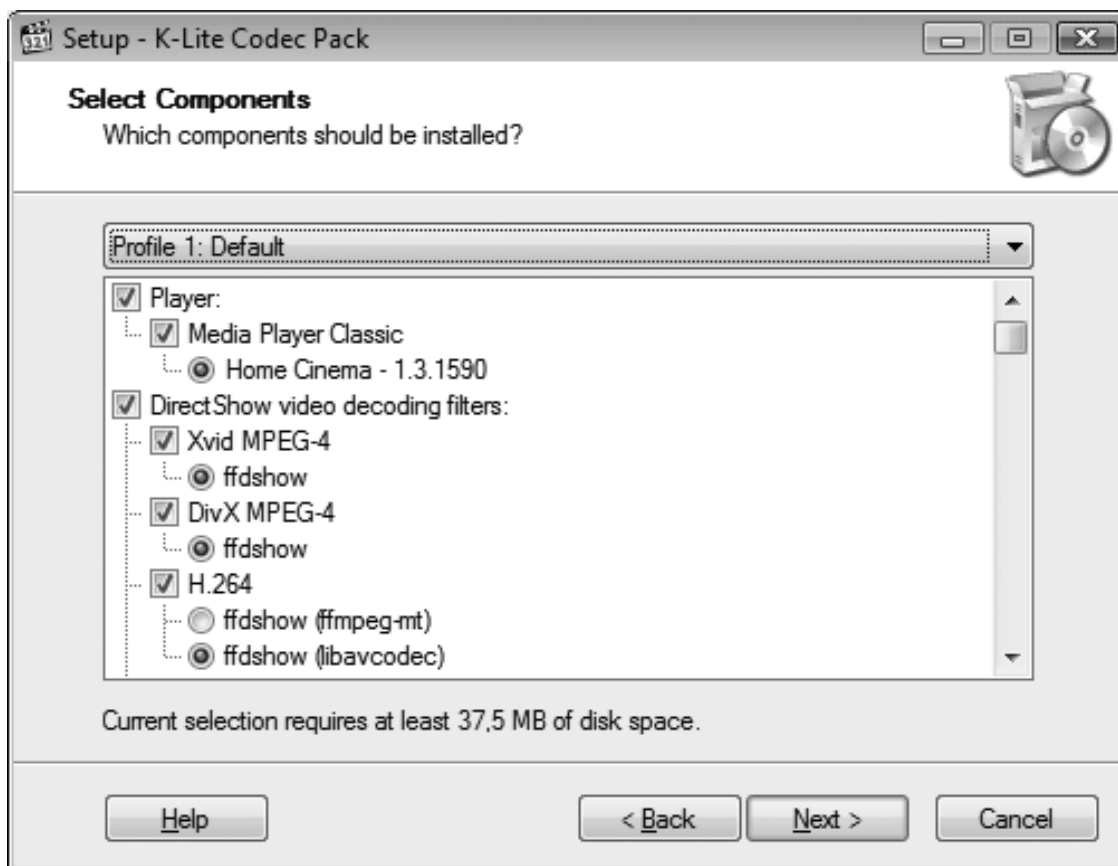 Setup - K-Lite Codec Pack
Select Components
Which components should be installed?
Profile 1: Default
Player:
Media Player Classic
Home Cinema - 1.3.1590
DirectShow video decoding filters:
Xvid MPEG-4
ffdshow
DivX MPEG-4
ffdshow
H.264
ffdshow (ffmpeg-mt)
ffdshow (libavcodec)
Current selection requires at least 37,5 MB of disk space.
Help
< Back
Next >
Cancel